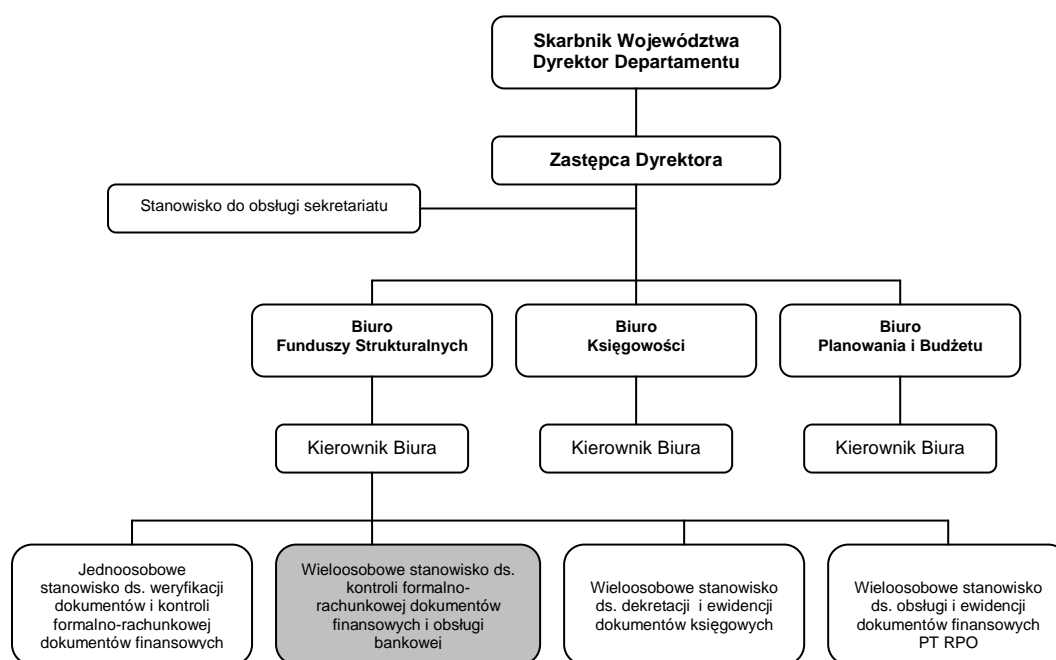 Skarbnik Województwa
Dyrektor Departamentu
Zastępca Dyrektora
Stanowisko do obsługi sekretariatu
Biuro
Funduszy Strukturalnych
Biuro
Księgowości
Biuro
Planowania i Budżetu
Kierownik Biura
Kierownik Biura
Kierownik Biura
Jednoosobowe
stanowisko ds. weryfikacji
dokumentów i kontroli
formalno-rachunkowej
dokumentów finansowych
Wieloosobowe stanowisko ds.
kontroli formalno-
rachunkowej dokumentów
finansowych i obsługi
bankowej
Wieloosobowe stanowisko
ds. dekretacji i ewidencji
dokumentów księgowych
Wieloosobowe stanowisko
ds. obsługi i ewidencji
dokumentów finansowych
PT RPO